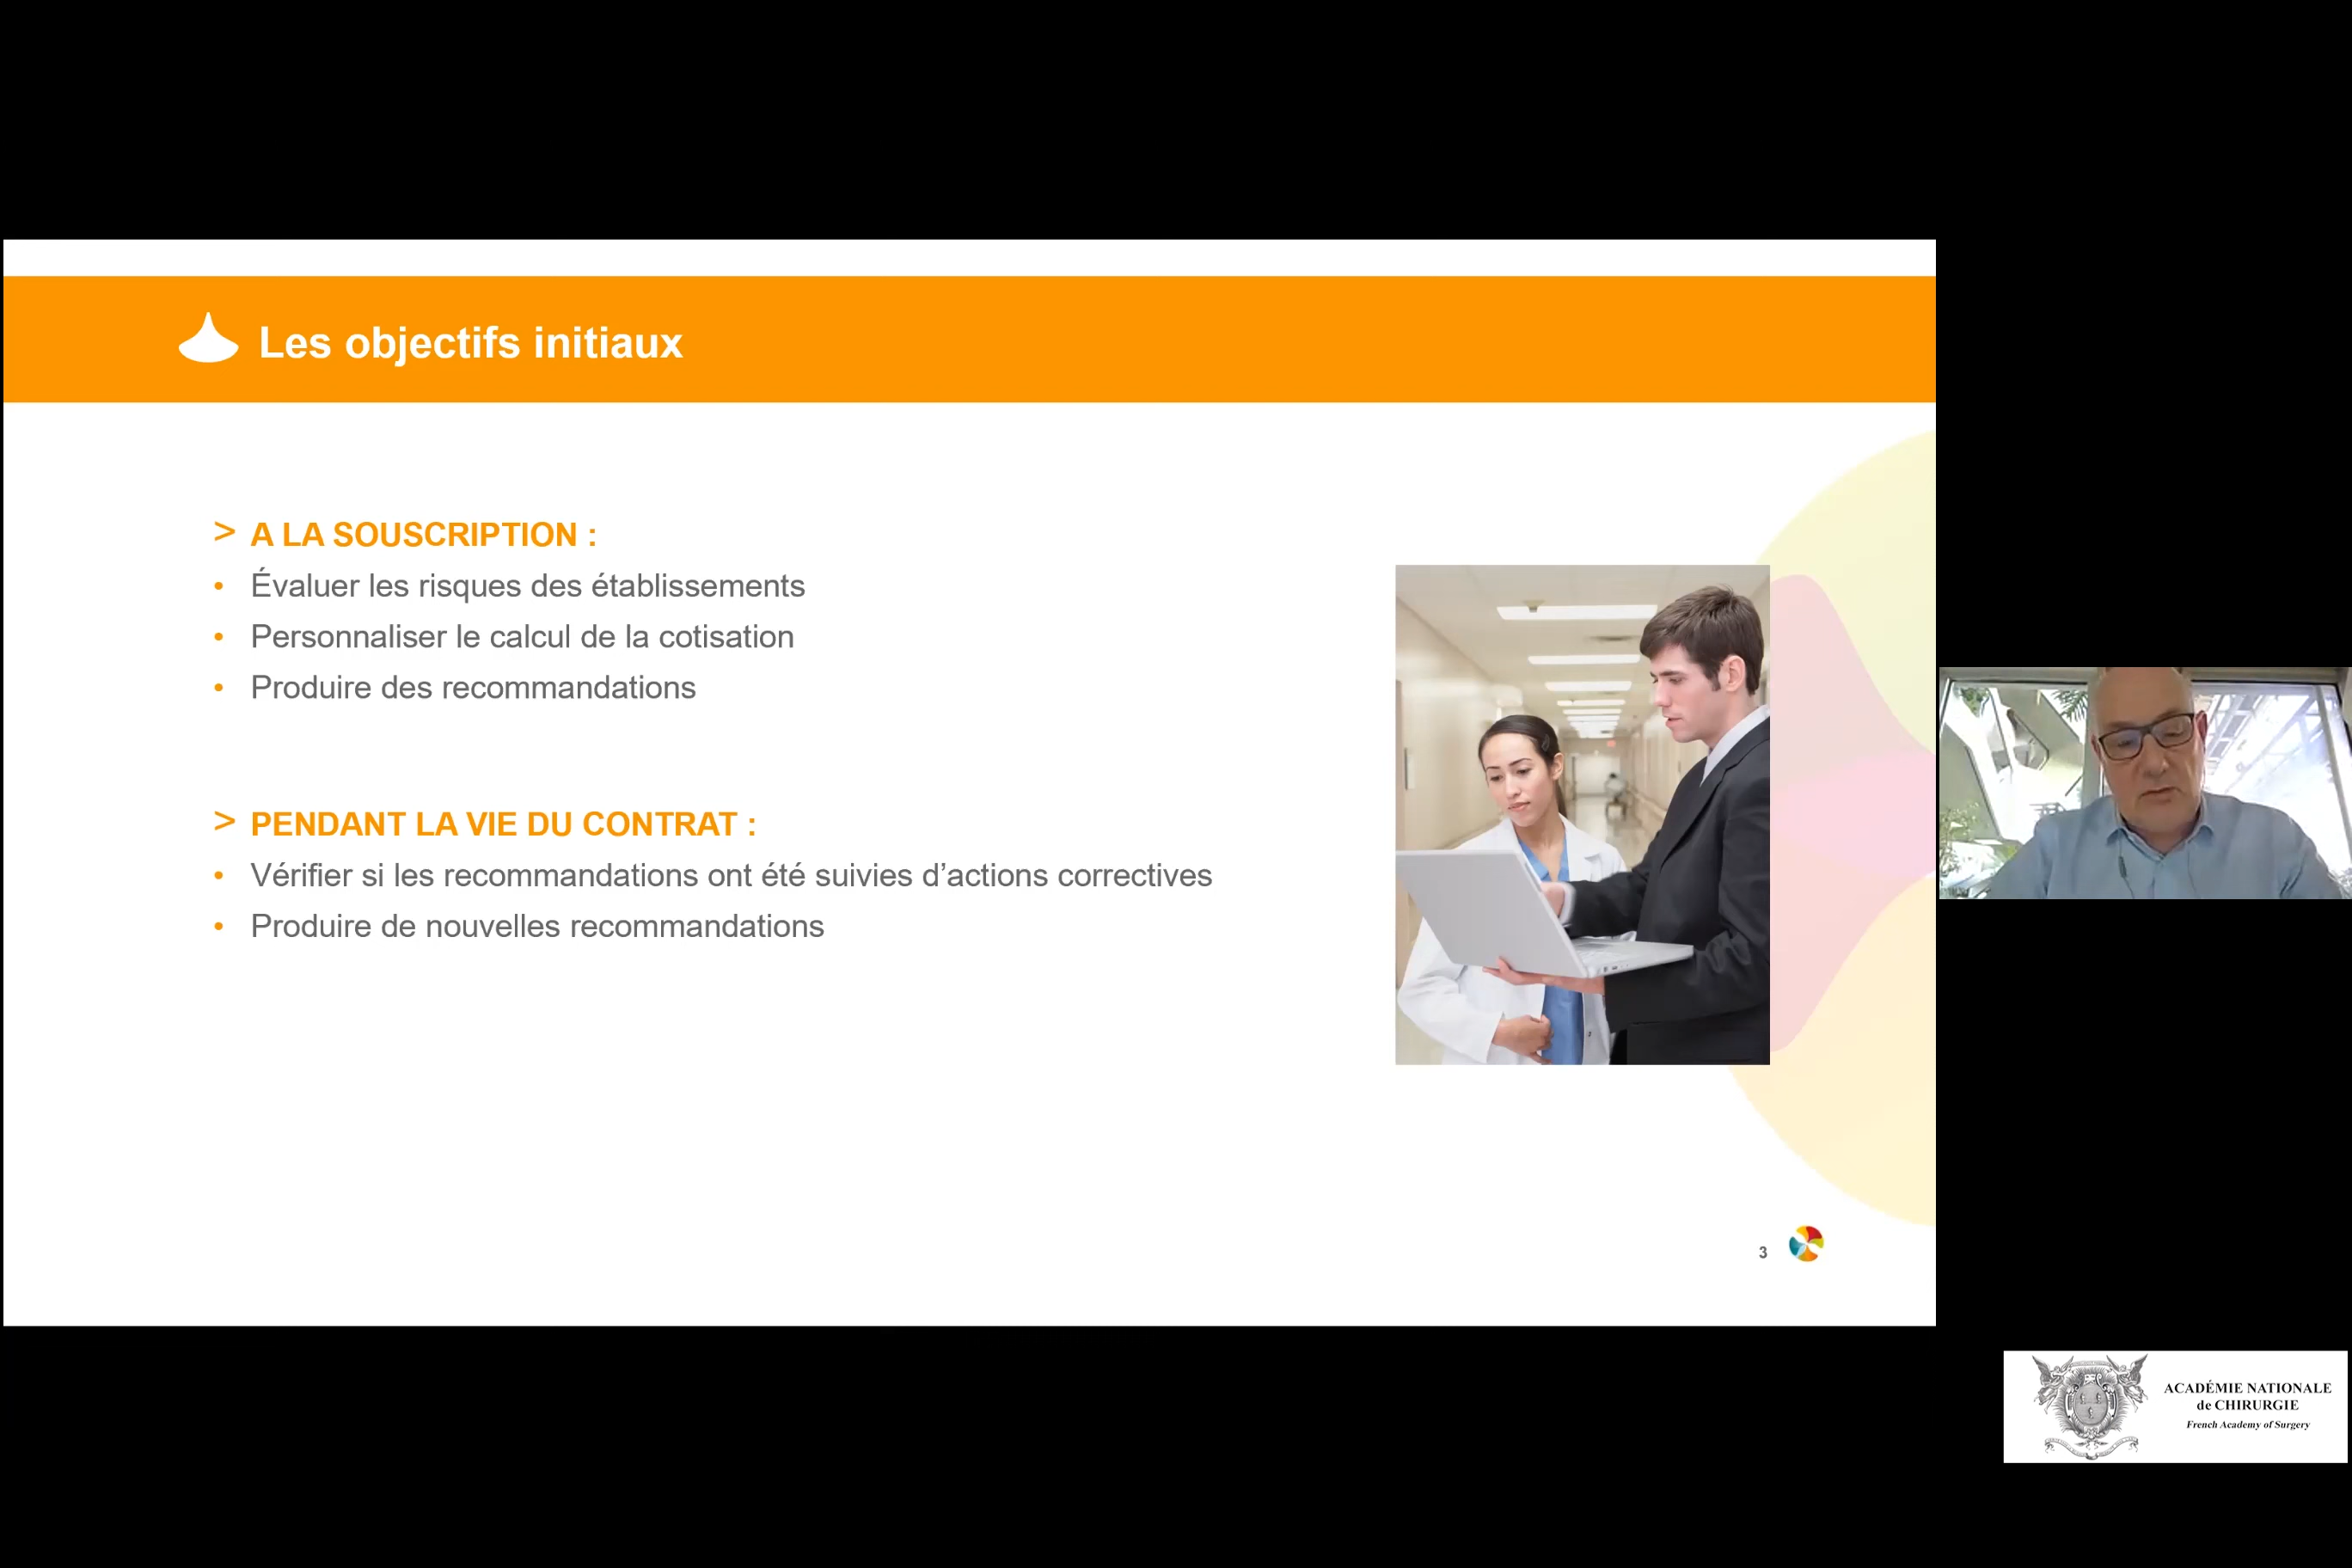 Les objectifs initiaux
> A LA SOUSCRIPTION :
• Évaluer les risques des établissements
• Personnaliser le calcul de la cotisation
• Produire des recommandations
> PENDANT LA VIE DU CONTRAT :
• Vérifier si les recommandations ont été suivies d’actions correctives
• Produire de nouvelles recommandations
3
ACADÉMIE NATIONALE
de CHIRURGIE
French Academy of Surgery